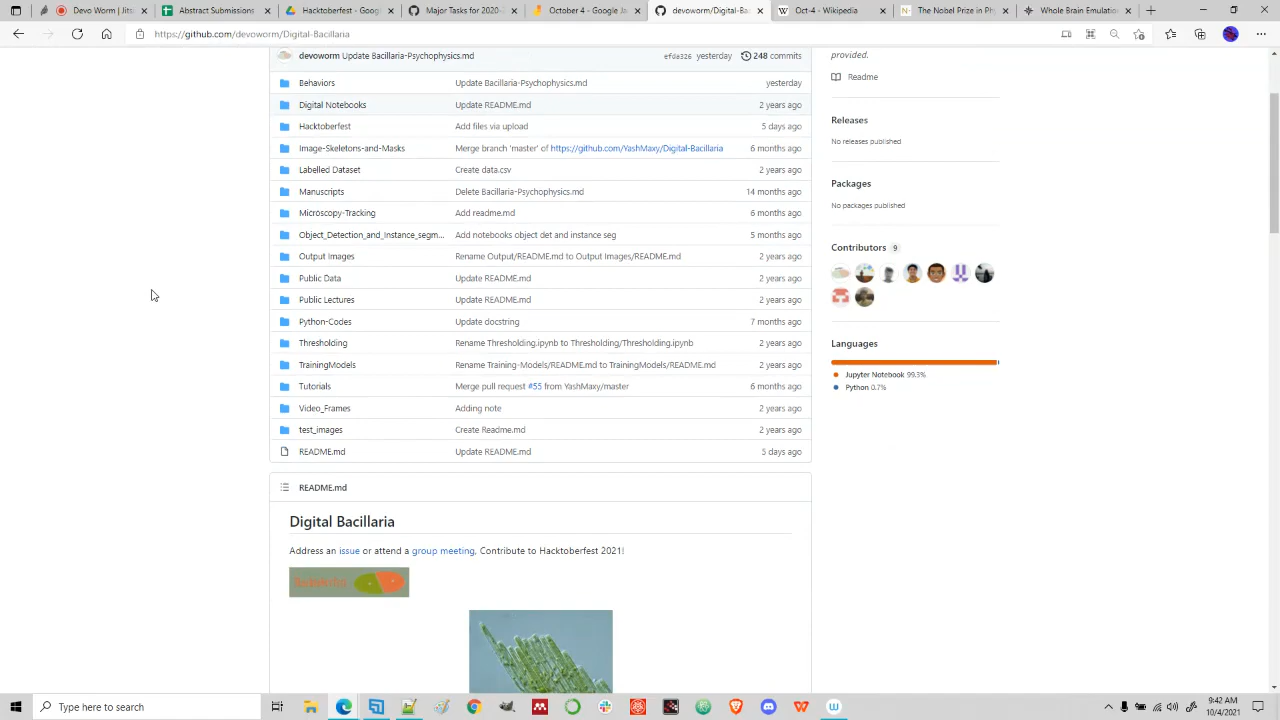 Dev Worm | Jits
Abstract Submissions
Google Drive - Hacktoberf
Major Tasks for 2020-
October 4 - Google Ja
devoworm/Digital-Ba
Oct-4 - Wikipedia
The Nobel Prize in Ph
Whole Brain Emulatio
https://github.com/devoworm/Digital-Bacillaria
devoworm Update Bacillaria-Psychophysics.md efda326 yesterday 248 commits
Behaviors Update Bacillaria-Psychophysics.md yesterday
Digital Notebooks Update README.md 2 years ago
Hacktoberfest Add files via upload 5 days ago
Image-Skeletons-and-Masks Merge branch 'master' of https://github.com/YashMaxy/Digital-Bacillaria 6 months ago
Labelled Dataset Create data.csv 2 years ago
Manuscripts Delete Bacillaria-Psychophysics.md 14 months ago
Microscopy-Tracking Add readme.md 6 months ago
Object_Detection_and_Instance_segm... Add notebooks object det and instance seg 5 months ago
Output Images Rename Output/README.md to Output Images/README.md 2 years ago
Public Data Update README.md 2 years ago
Public Lectures Update README.md 2 years ago
Python-Codes Update docstring 7 months ago
Thresholding Rename Thresholding.ipynb to Thresholding/Thresholding.ipynb 2 years ago
TrainingModels Rename Training-Models/README.md to TrainingModels/README.md 2 years ago
Tutorials Merge pull request #55 from YashMaxy/master 6 months ago
Video_Frames Adding note 2 years ago
test_images Create Readme.md 2 years ago
README.md Update README.md 5 days ago
README.md
Digital Bacillaria
Address an issue or attend a group meeting, Contribute to Hacktoberfest 2021!
provided.
Readme
Releases
No releases published
Packages
No packages published
Contributors 9
Languages
Jupyter Notebook 99.3%
Python 0.7%
Type here to search
9:42 AM
10/4/2021